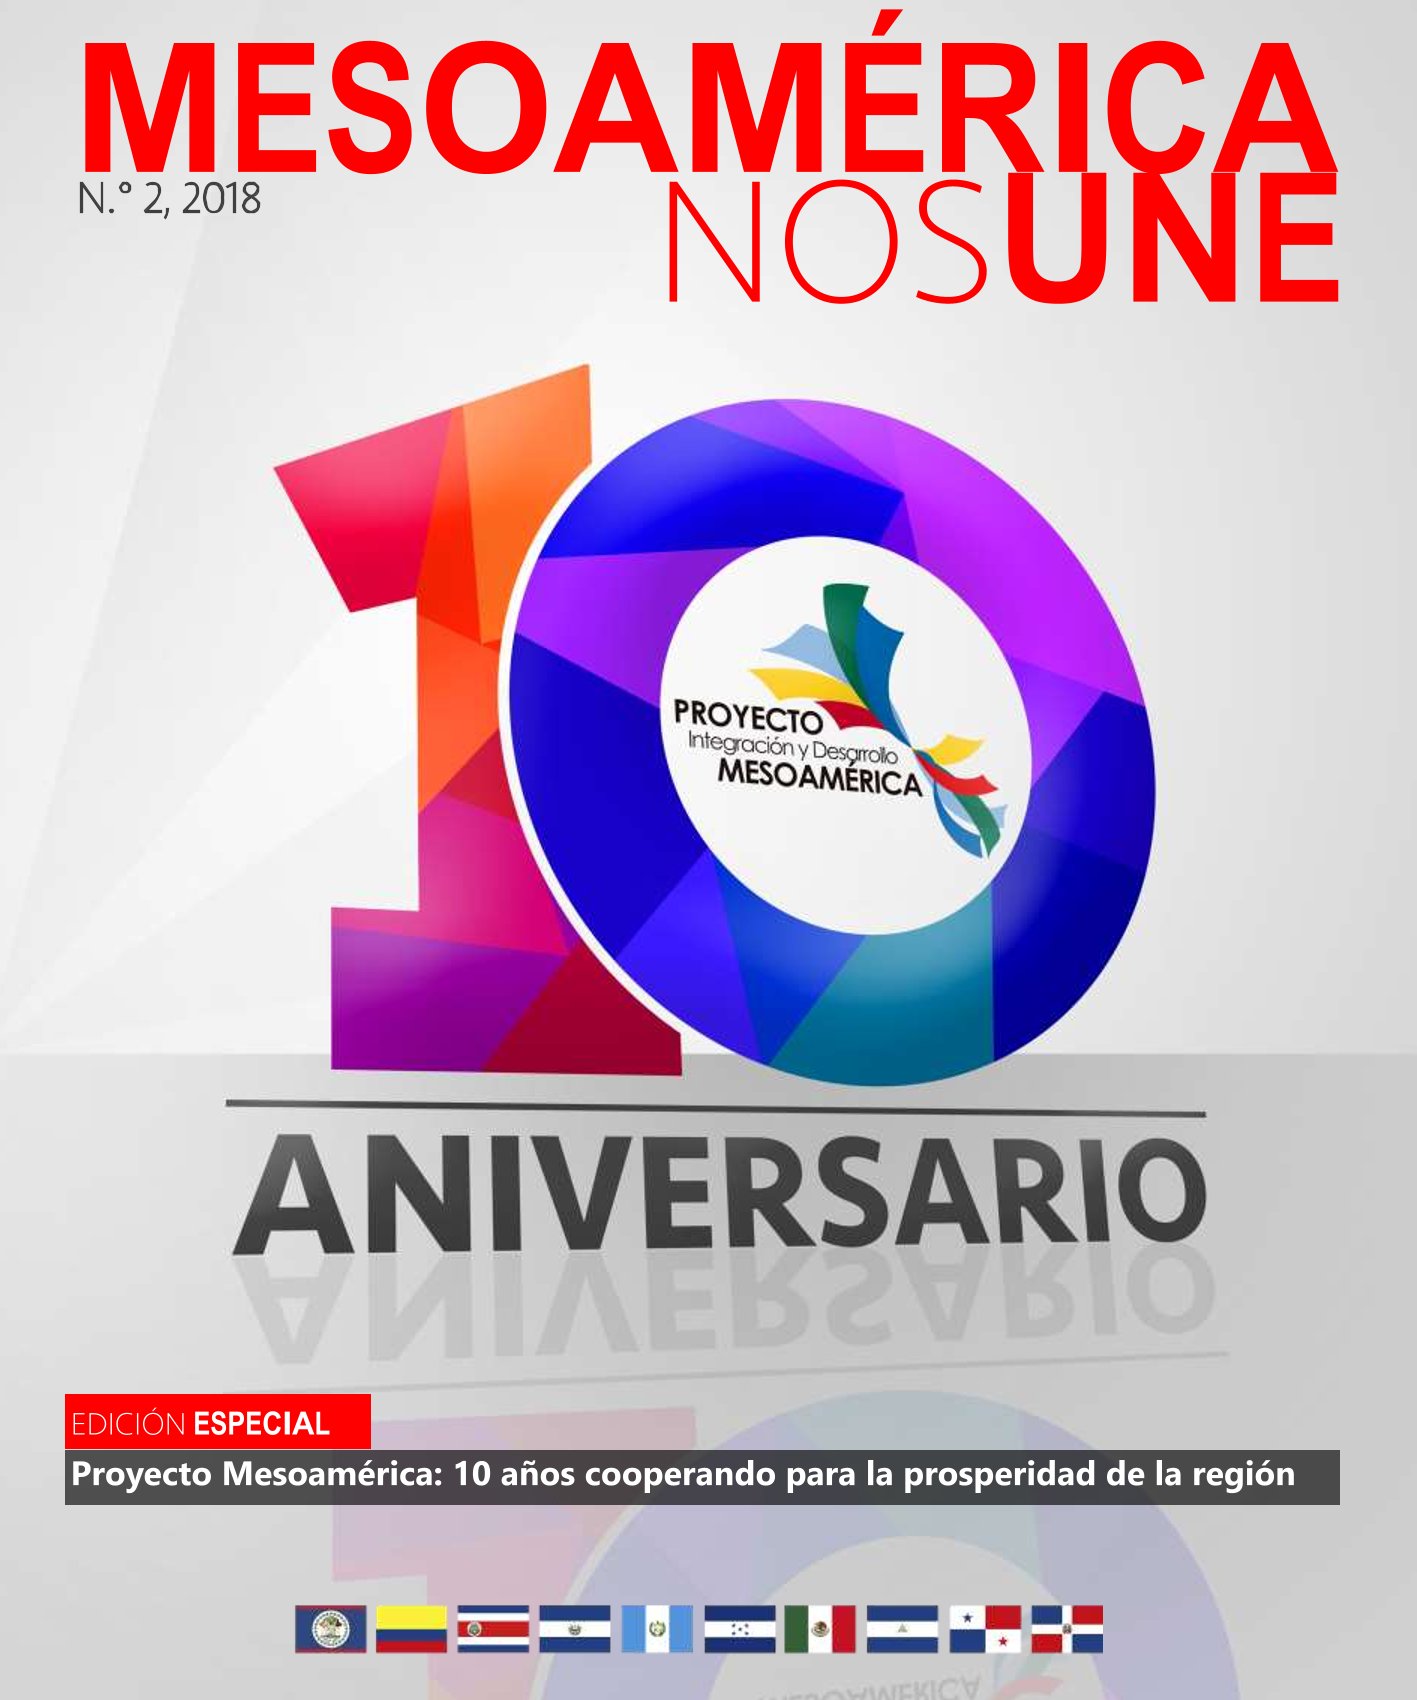 MESOAMÉRICA
N.° 2, 2018
NOSUNE
10
PROYECTO
Integración y Desarrollo
MESOAMÉRICA
ANIVERSARIO
EDICIÓN ESPECIAL
Proyecto Mesoamérica: 10 años cooperando para la prosperidad de la región